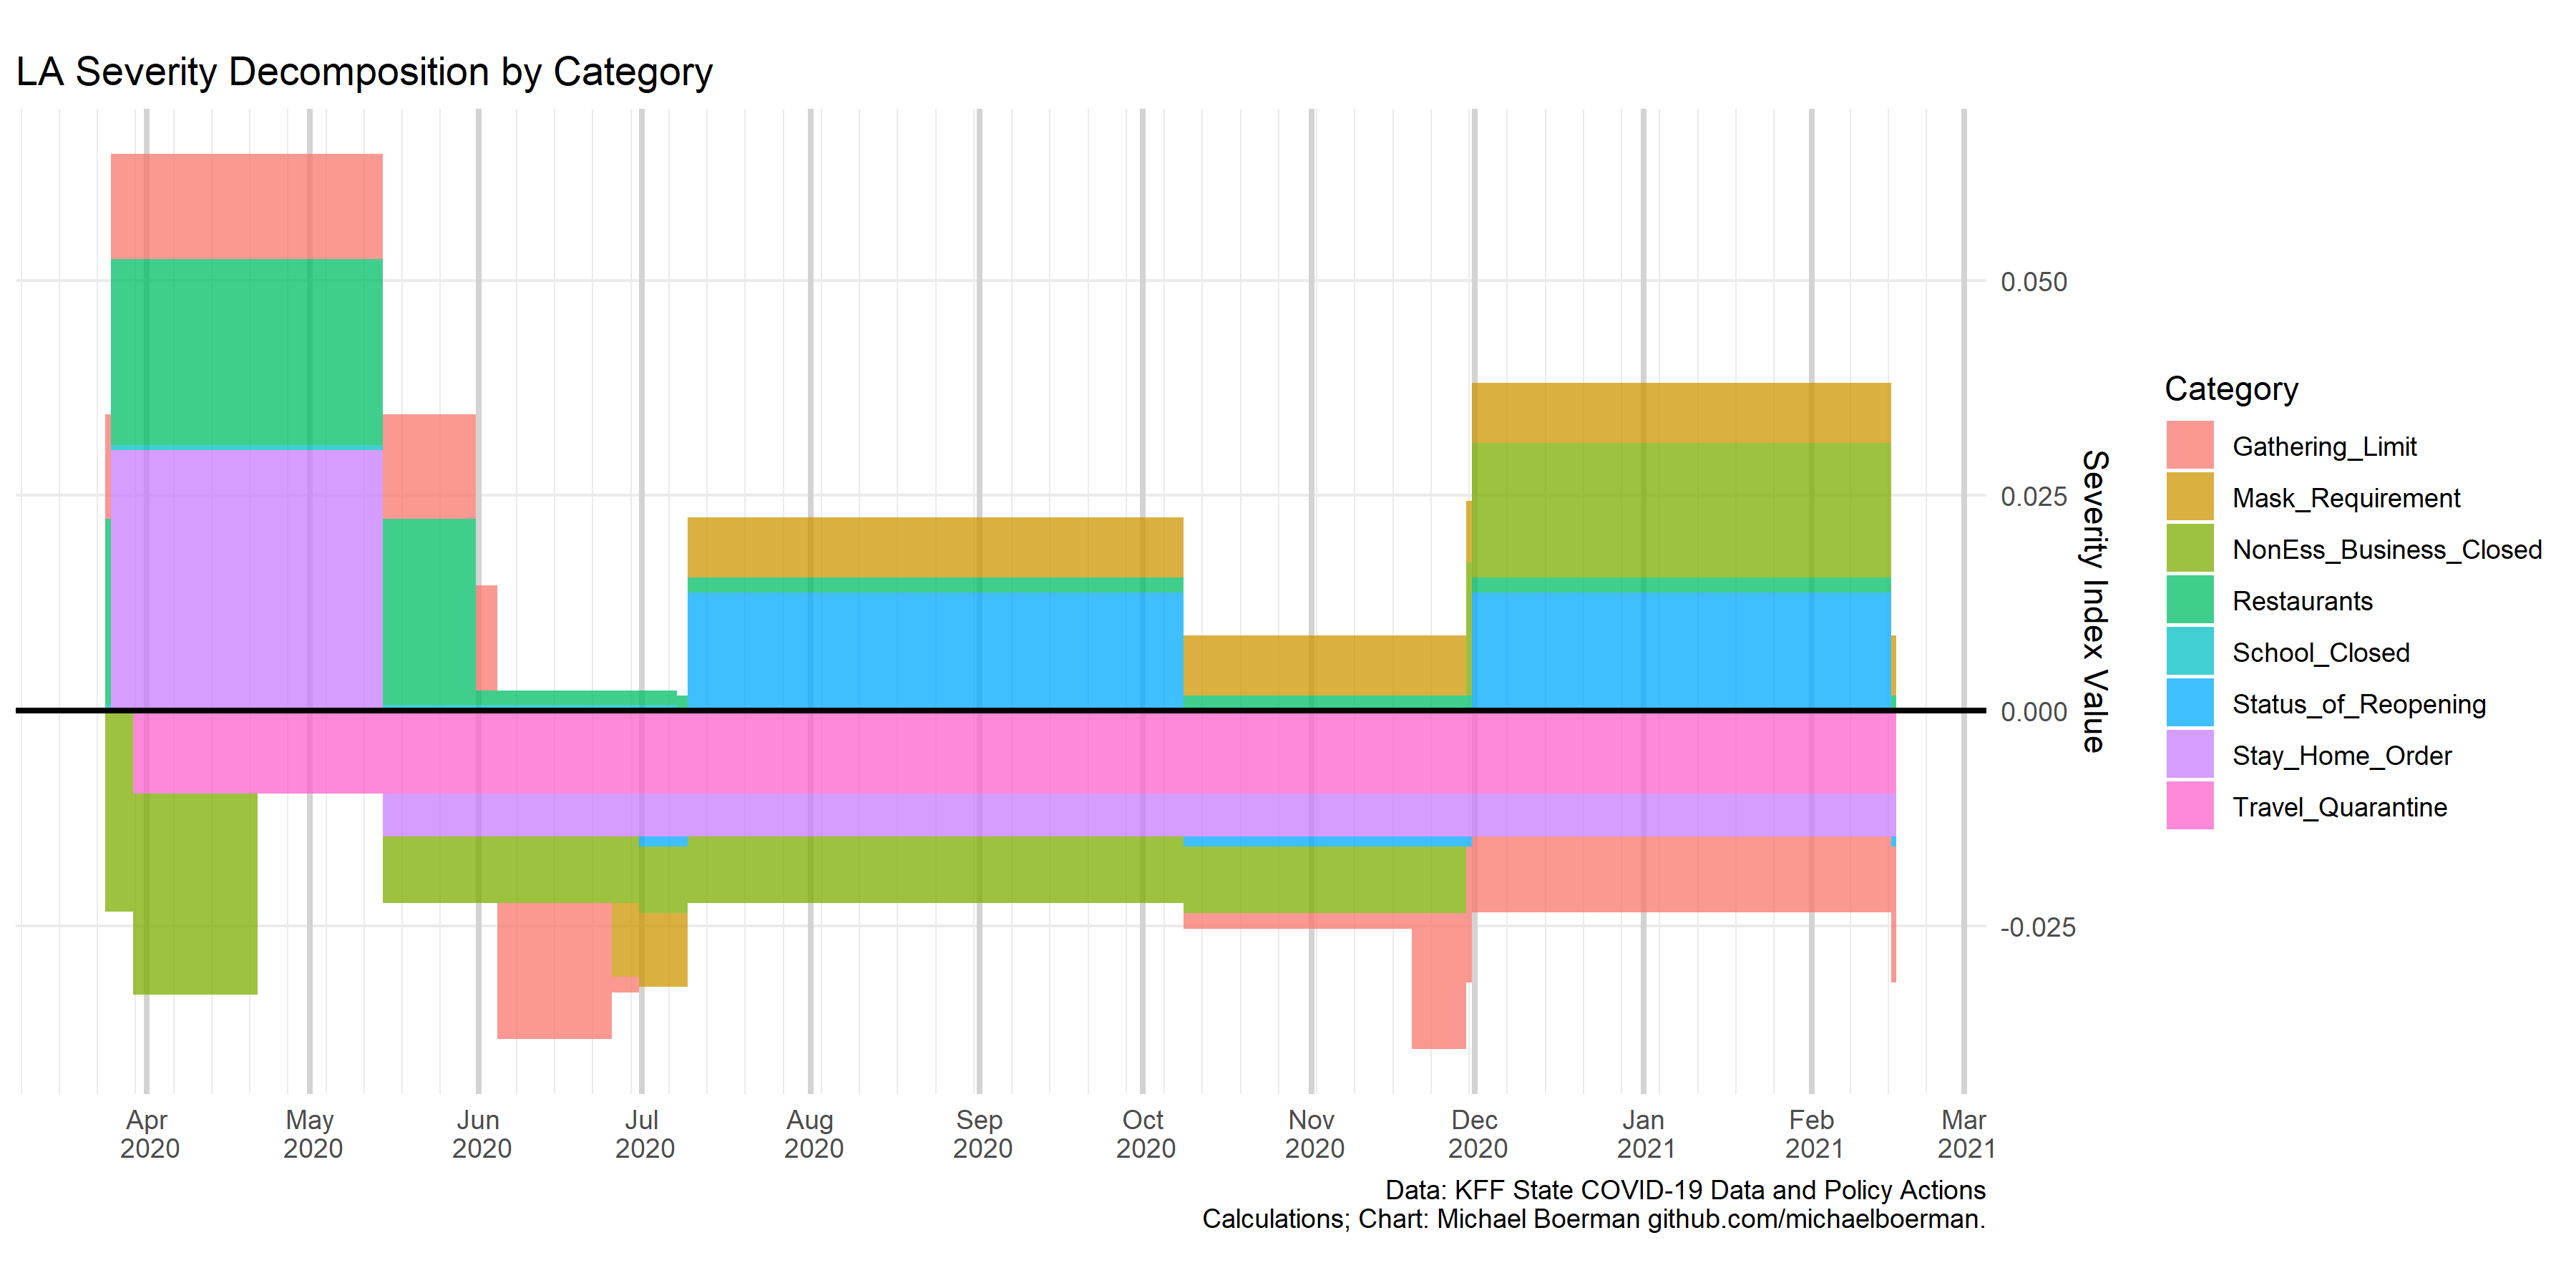 LA Severity Decomposition by Category
0.050
0.025
0.000
-0.025
Severity Index Value
Category
Gathering_Limit
Mask_Requirement
NonEss_Business_Closed
Restaurants
School_Closed
Status_of_Reopening
Stay_Home_Order
Travel_Quarantine
Apr 2020
May 2020
Jun 2020
Jul 2020
Aug 2020
Sep 2020
Oct 2020
Nov 2020
Dec 2020
Jan 2021
Feb 2021
Mar 2021
Data: KFF State COVID-19 Data and Policy Actions
Calculations; Chart: Michael Boerman github.com/michaelboerman.